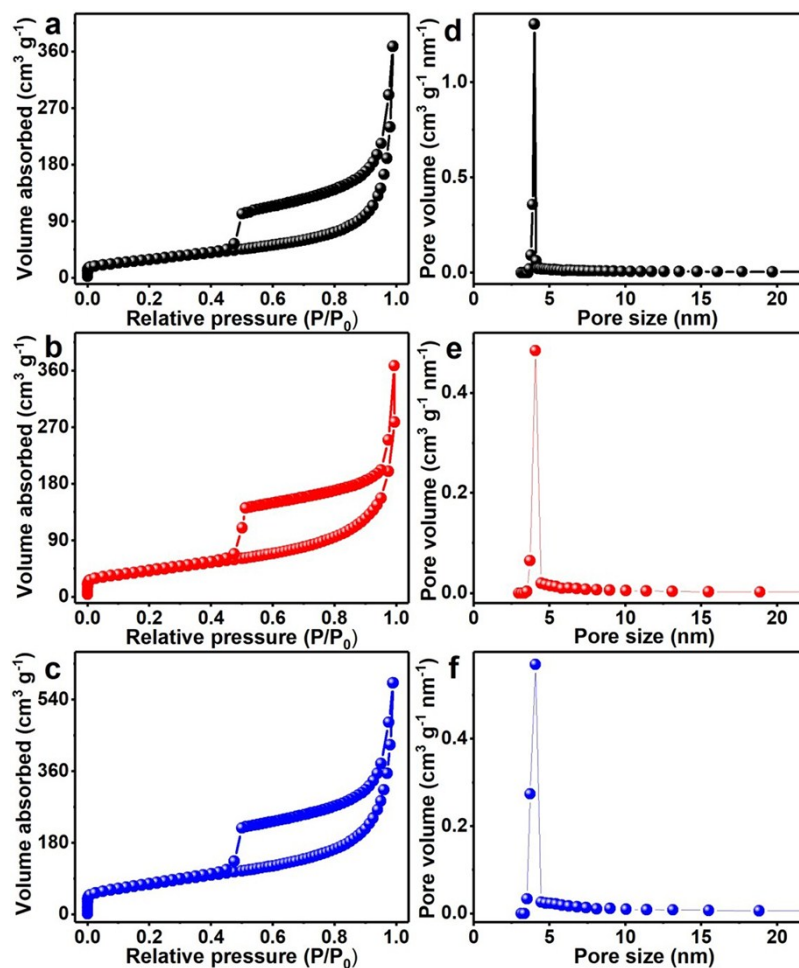 a
Volume absorbed (cm³ g⁻¹)
360
270
180
90
0
0.0 0.2 0.4 0.6 0.8 1.0
Relative pressure (P/P₀)
d
Pore volume (cm³ g⁻¹ nm⁻¹)
1.0
0.5
0.0
0 5 10 15 20
Pore size (nm)
b
Volume absorbed (cm³ g⁻¹)
360
270
180
90
0
0.0 0.2 0.4 0.6 0.8 1.0
Relative pressure (P/P₀)
e
Pore volume (cm³ g⁻¹ nm⁻¹)
0.4
0.2
0.0
0 5 10 15 20
Pore size (nm)
c
Volume absorbed (cm³ g⁻¹)
540
360
180
0
0.0 0.2 0.4 0.6 0.8 1.0
Relative pressure (P/P₀)
f
Pore volume (cm³ g⁻¹ nm⁻¹)
0.4
0.2
0.0
0 5 10 15 20
Pore size (nm)